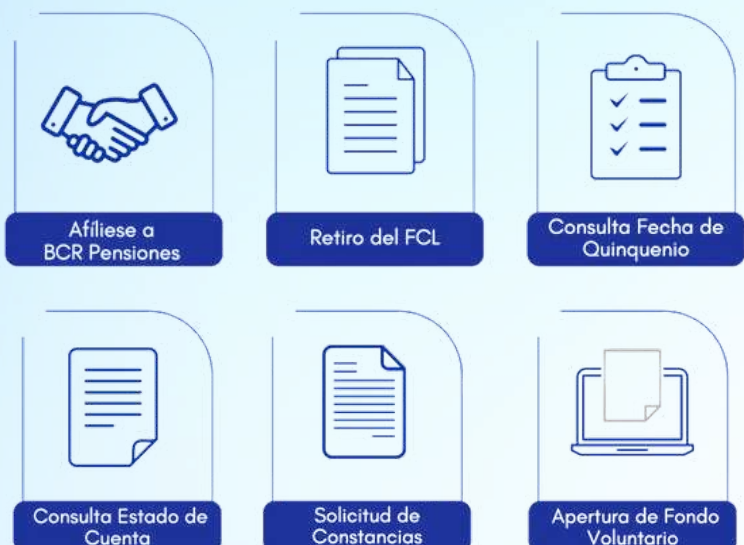 Afíliese a
BCR Pensiones
Retiro del FCL
Consulta Fecha de
Quinquenio
Consulta Estado de
Cuenta
Solicitud de
Constancias
Apertura de Fondo
Voluntario